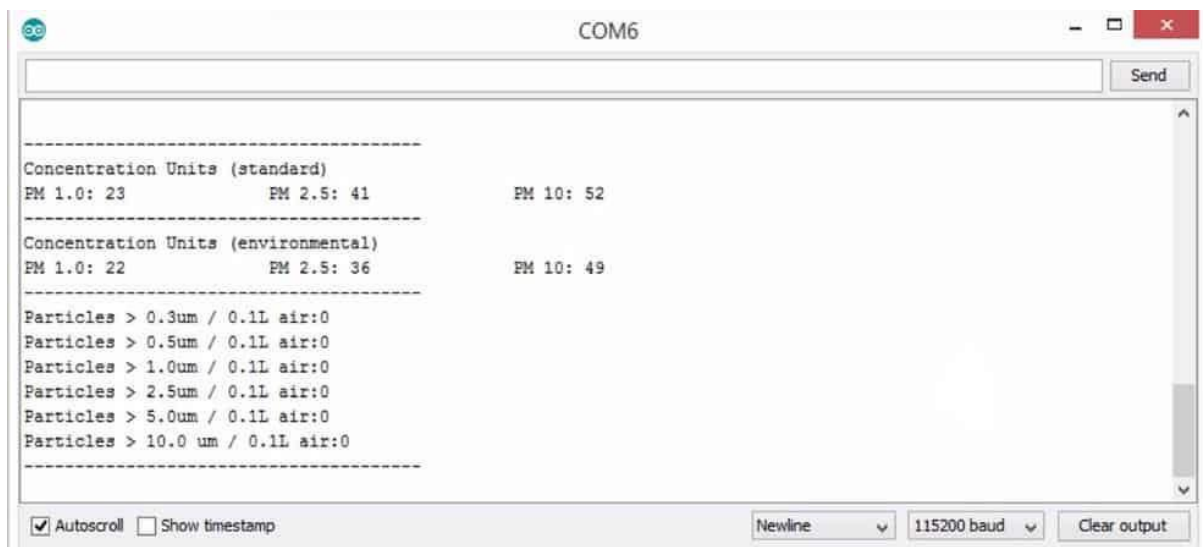 COM6
Send
---------------------------------------
Concentration Units (standard)
PM 1.0: 23 PM 2.5: 41 PM 10: 52
---------------------------------------
Concentration Units (environmental)
PM 1.0: 22 PM 2.5: 36 PM 10: 49
---------------------------------------
Particles > 0.3um / 0.1L air:0
Particles > 0.5um / 0.1L air:0
Particles > 1.0um / 0.1L air:0
Particles > 2.5um / 0.1L air:0
Particles > 5.0um / 0.1L air:0
Particles > 10.0 um / 0.1L air:0
---------------------------------------
Autoscroll Show timestamp Newline 115200 baud Clear output